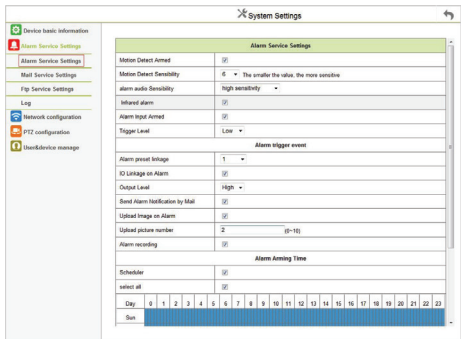 System Settings
Device basic information
Alarm Service Settings
Alarm Service Settings
Mail Service Settings
Ftp Service Settings
Log
Network configuration
PTZ configuration
User&device manage
Alarm Service Settings
Motion Detect Armed
Motion Detect Sensibility 6 The smaller the value, the more sensitive
alarm audio Sensibility high sensitivity
Infrared alarm
Alarm Input Armed
Trigger Level Low
Alarm trigger event
Alarm preset linkage 1
IO Linkage on Alarm
Output Level High
Send Alarm Notification by Mail
Upload Image on Alarm
Upload picture number 2 (0~10)
Alarm recording
Alarm Arming Time
Scheduler
select all
Day 0 1 2 3 4 5 6 7 8 9 10 11 12 13 14 15 16 17 18 19 20 21 22 23
Sun